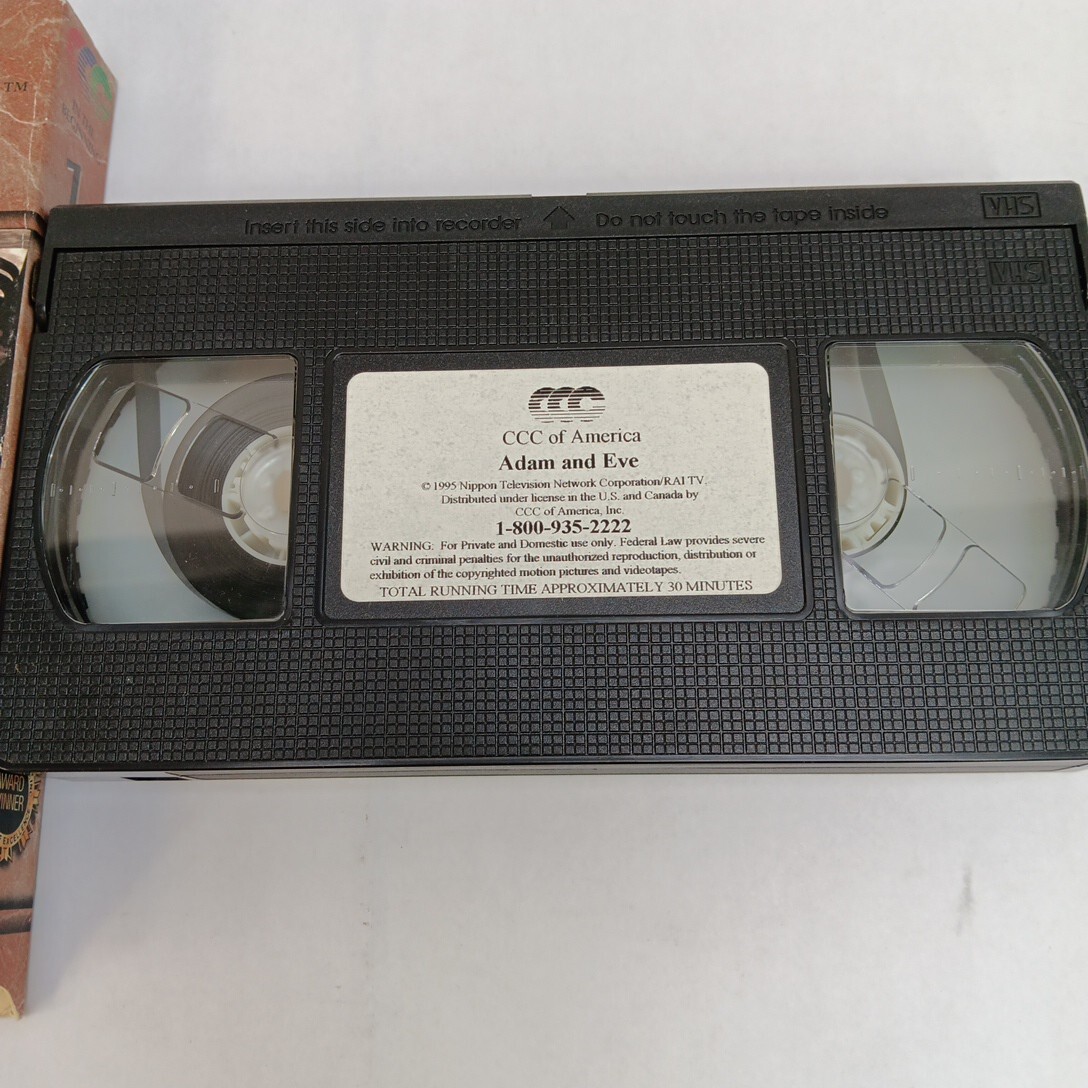 TM
Insert this side into recorder Do not touch the tape inside VHS
VHS
CCC
CCC of America
Adam and Eve
© 1995 Nippon Television Network Corporation/RAI TV
Distributed under license in the U.S. and Canada by
CCC of America, Inc.
1-800-935-2222
WARNING: For Private and Domestic use only. Federal Law provides severe
civil and criminal penalties for the unauthorized reproduction, distribution or
exhibition of the copyrighted motion pictures and videotapes.
TOTAL RUNNING TIME APPROXIMATELY 30 MINUTES
AWARD
WINNER